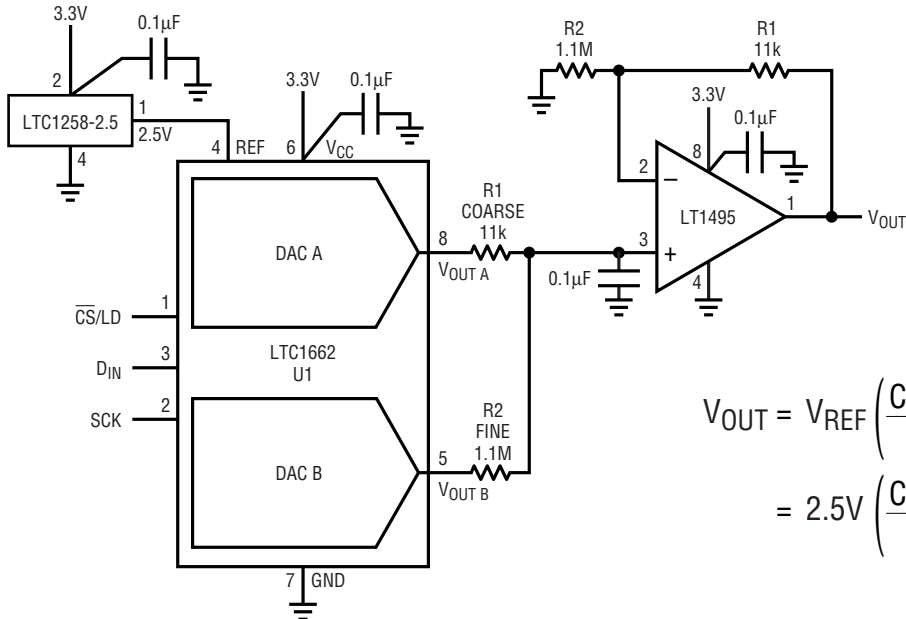 3.3V
0.1µF
2
LTC1258-2.5
1
2.5V
4
3.3V
0.1µF
4 REF
6 V_CC
DAC A
8
V_OUT A
R1
COARSE
11k
1
C̅S̅/LD
3
D_IN
2
SCK
LTC1662
U1
DAC B
5
V_OUT B
R2
FINE
1.1M
7 GND
0.1µF
R2
1.1M
R1
11k
3.3V
0.1µF
8
2
−
LT1495
1
V_OUT
3
+
4
V_OUT = V_REF (C
= 2.5V (C